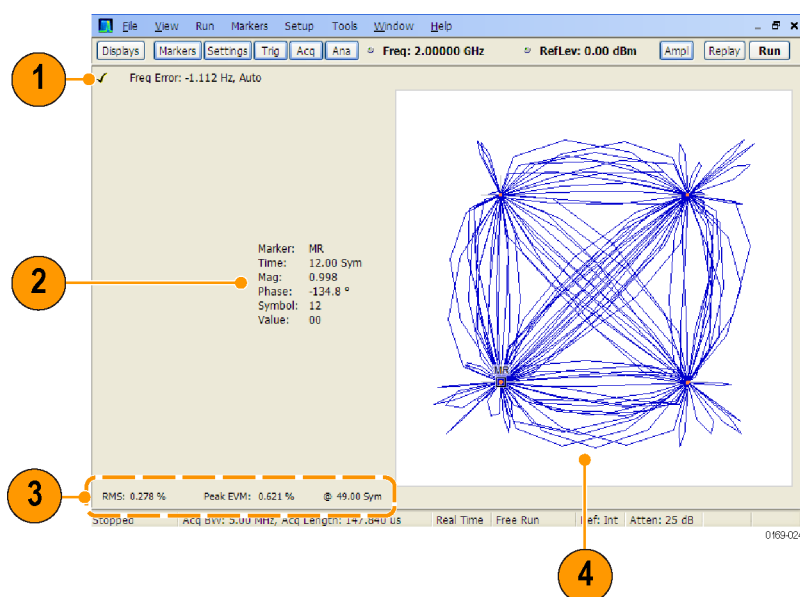 File View Run Markers Setup Tools Window Help
Displays Markers Settings Trig Acq Ana Freq: 2.00000 GHz RefLev: 0.00 dBm Ampl Replay Run
1
Freq Error: -1.112 Hz, Auto
2
Marker: MR
Time: 12.00 Sym
Mag: 0.998
Phase: -134.8 °
Symbol: 12
Value: 00
MR
3
RMS: 0.278 % Peak EVM: 0.621 % @ 49.00 Sym
Stopped Acq BW: 5.00 MHz, Acq Length: 147.840 us Real Time Free Run Ref: Int Atten: 25 dB
0169-024
4